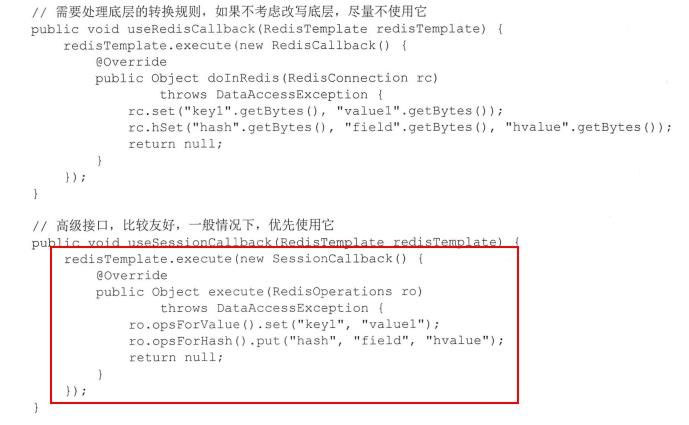 // 需要处理底层的转换规则，如果不考虑改写底层，尽量不使用它
public void useRedisCallback(RedisTemplate redisTemplate) {
    redisTemplate.execute(new RedisCallback() {
        @Override
        public Object doInRedis(RedisConnection rc)
                throws DataAccessException {
            rc.set("key1".getBytes(), "value1".getBytes());
            rc.hSet("hash".getBytes(), "field".getBytes(), "hvalue".getBytes());
            return null;
        }
    });
}
// 高级接口，比较友好，一般情况下，优先使用它
public void useSessionCallback(RedisTemplate redisTemplate) {
    redisTemplate.execute(new SessionCallback() {
        @Override
        public Object execute(RedisOperations ro)
                throws DataAccessException {
            ro.opsForValue().set("key1", "value1");
            ro.opsForHash().put("hash", "field", "hvalue");
            return null;
        }
    });
}